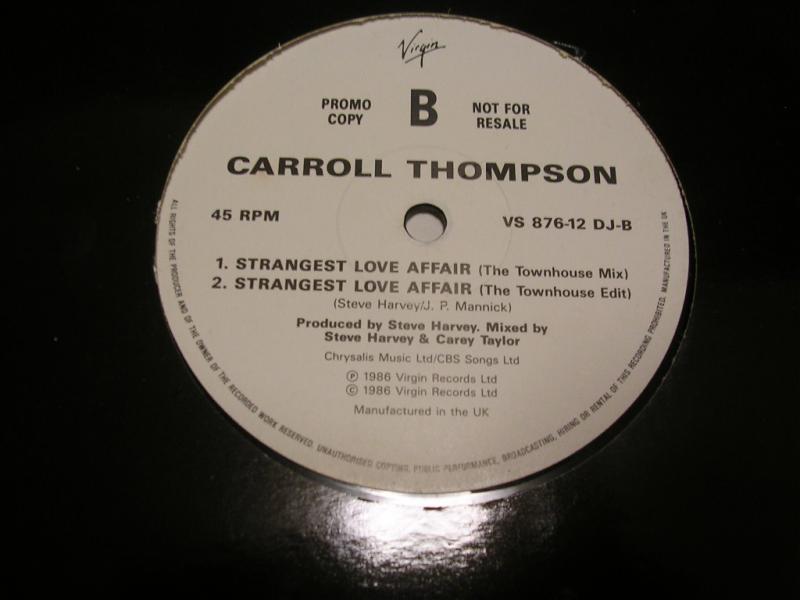 Virgin
PROMO COPY
B
NOT FOR RESALE
CARROLL THOMPSON
45 RPM
VS 876-12 DJ-B
1. STRANGEST LOVE AFFAIR (The Townhouse Mix)
2. STRANGEST LOVE AFFAIR (The Townhouse Edit)
(Steve Harvey/J. P. Mannick)
Produced by Steve Harvey. Mixed by
Steve Harvey & Carey Taylor
Chrysalis Music Ltd/CBS Songs Ltd
Ⓟ 1986 Virgin Records Ltd
© 1986 Virgin Records Ltd
Manufactured in the UK
ALL RIGHTS OF THE PRODUCER AND OF THE OWNER OF THE RECORDED WORK RESERVED. UNAUTHORISED COPYING, PUBLIC PERFORMANCE, BROADCASTING, HIRING OR RENTAL OF THIS RECORDING PROHIBITED. MANUFACTURED IN THE UK